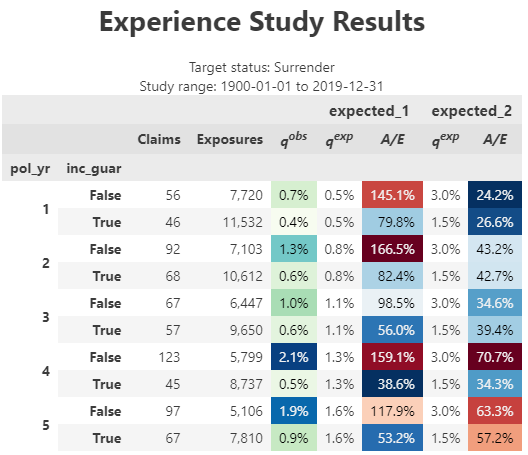 Experience Study Results
Target status: Surrender
Study range: 1900-01-01 to 2019-12-31
expected_1 expected_2
Claims Exposures q^obs q^exp A/E q^exp A/E
pol_yr inc_guar
1 False 56 7,720 0.7% 0.5% 145.1% 3.0% 24.2%
True 46 11,532 0.4% 0.5% 79.8% 1.5% 26.6%
2 False 92 7,103 1.3% 0.8% 166.5% 3.0% 43.2%
True 68 10,612 0.6% 0.8% 82.4% 1.5% 42.7%
3 False 67 6,447 1.0% 1.1% 98.5% 3.0% 34.6%
True 57 9,650 0.6% 1.1% 56.0% 1.5% 39.4%
4 False 123 5,799 2.1% 1.3% 159.1% 3.0% 70.7%
True 45 8,737 0.5% 1.3% 38.6% 1.5% 34.3%
5 False 97 5,106 1.9% 1.6% 117.9% 3.0% 63.3%
True 67 7,810 0.9% 1.6% 53.2% 1.5% 57.2%